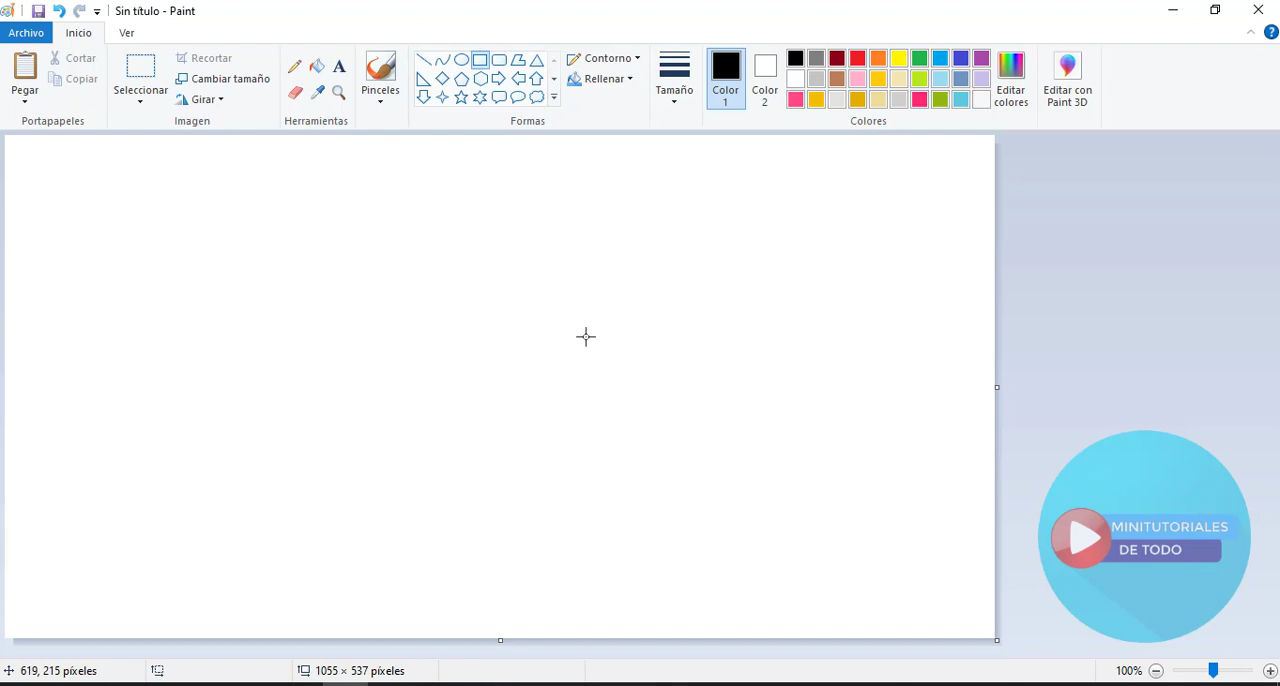 Sin título - Paint
Archivo Inicio Ver
Pegar
Cortar
Copiar
Portapapeles
Seleccionar
Recortar
Cambiar tamaño
Girar
Imagen
A
Herramientas
Pinceles
Contorno
Rellenar
Formas
Tamaño
Color
1
Color
2
Editar
colores
Colores
Editar con
Paint 3D
MINITUTORIALES
DE TODO
619, 215 píxeles
1055 × 537 píxeles
100%